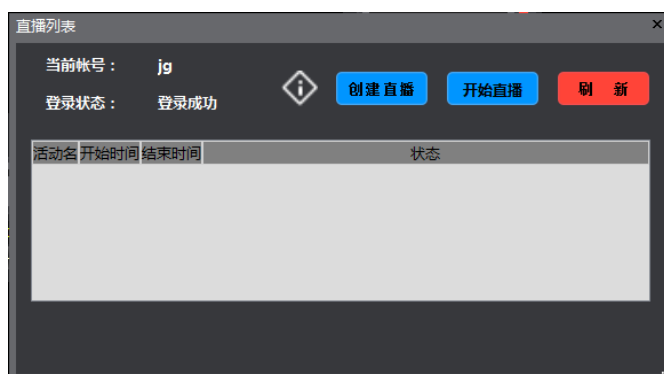 直播列表
当前帐号： jg
登录状态： 登录成功
创建直播 开始直播 刷 新
活动名 开始时间 结束时间 状态